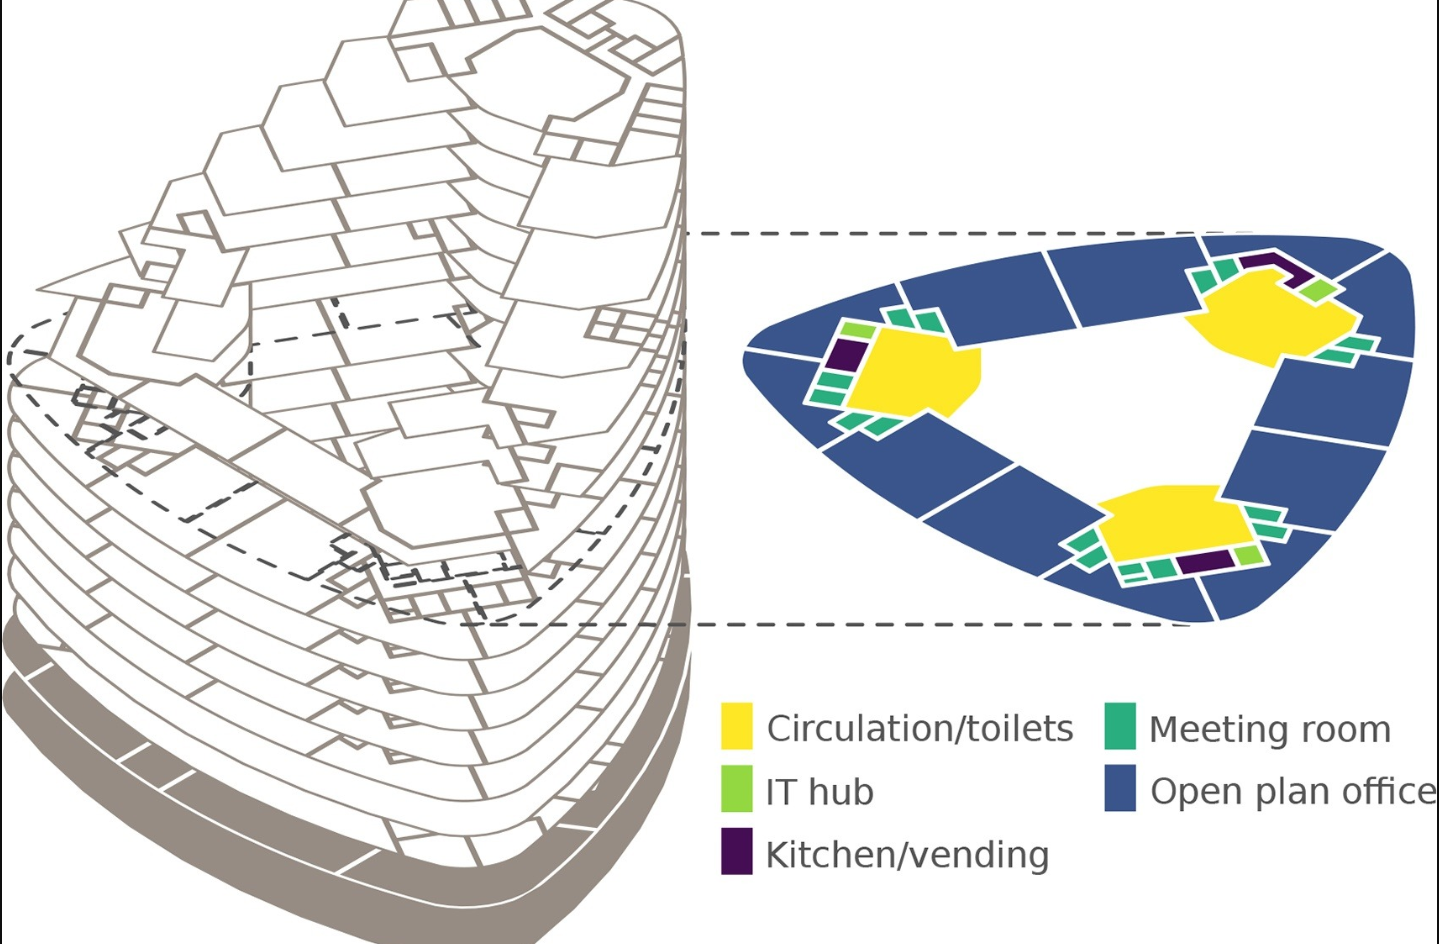 Circulation/toilets
IT hub
Kitchen/vending
Meeting room
Open plan office